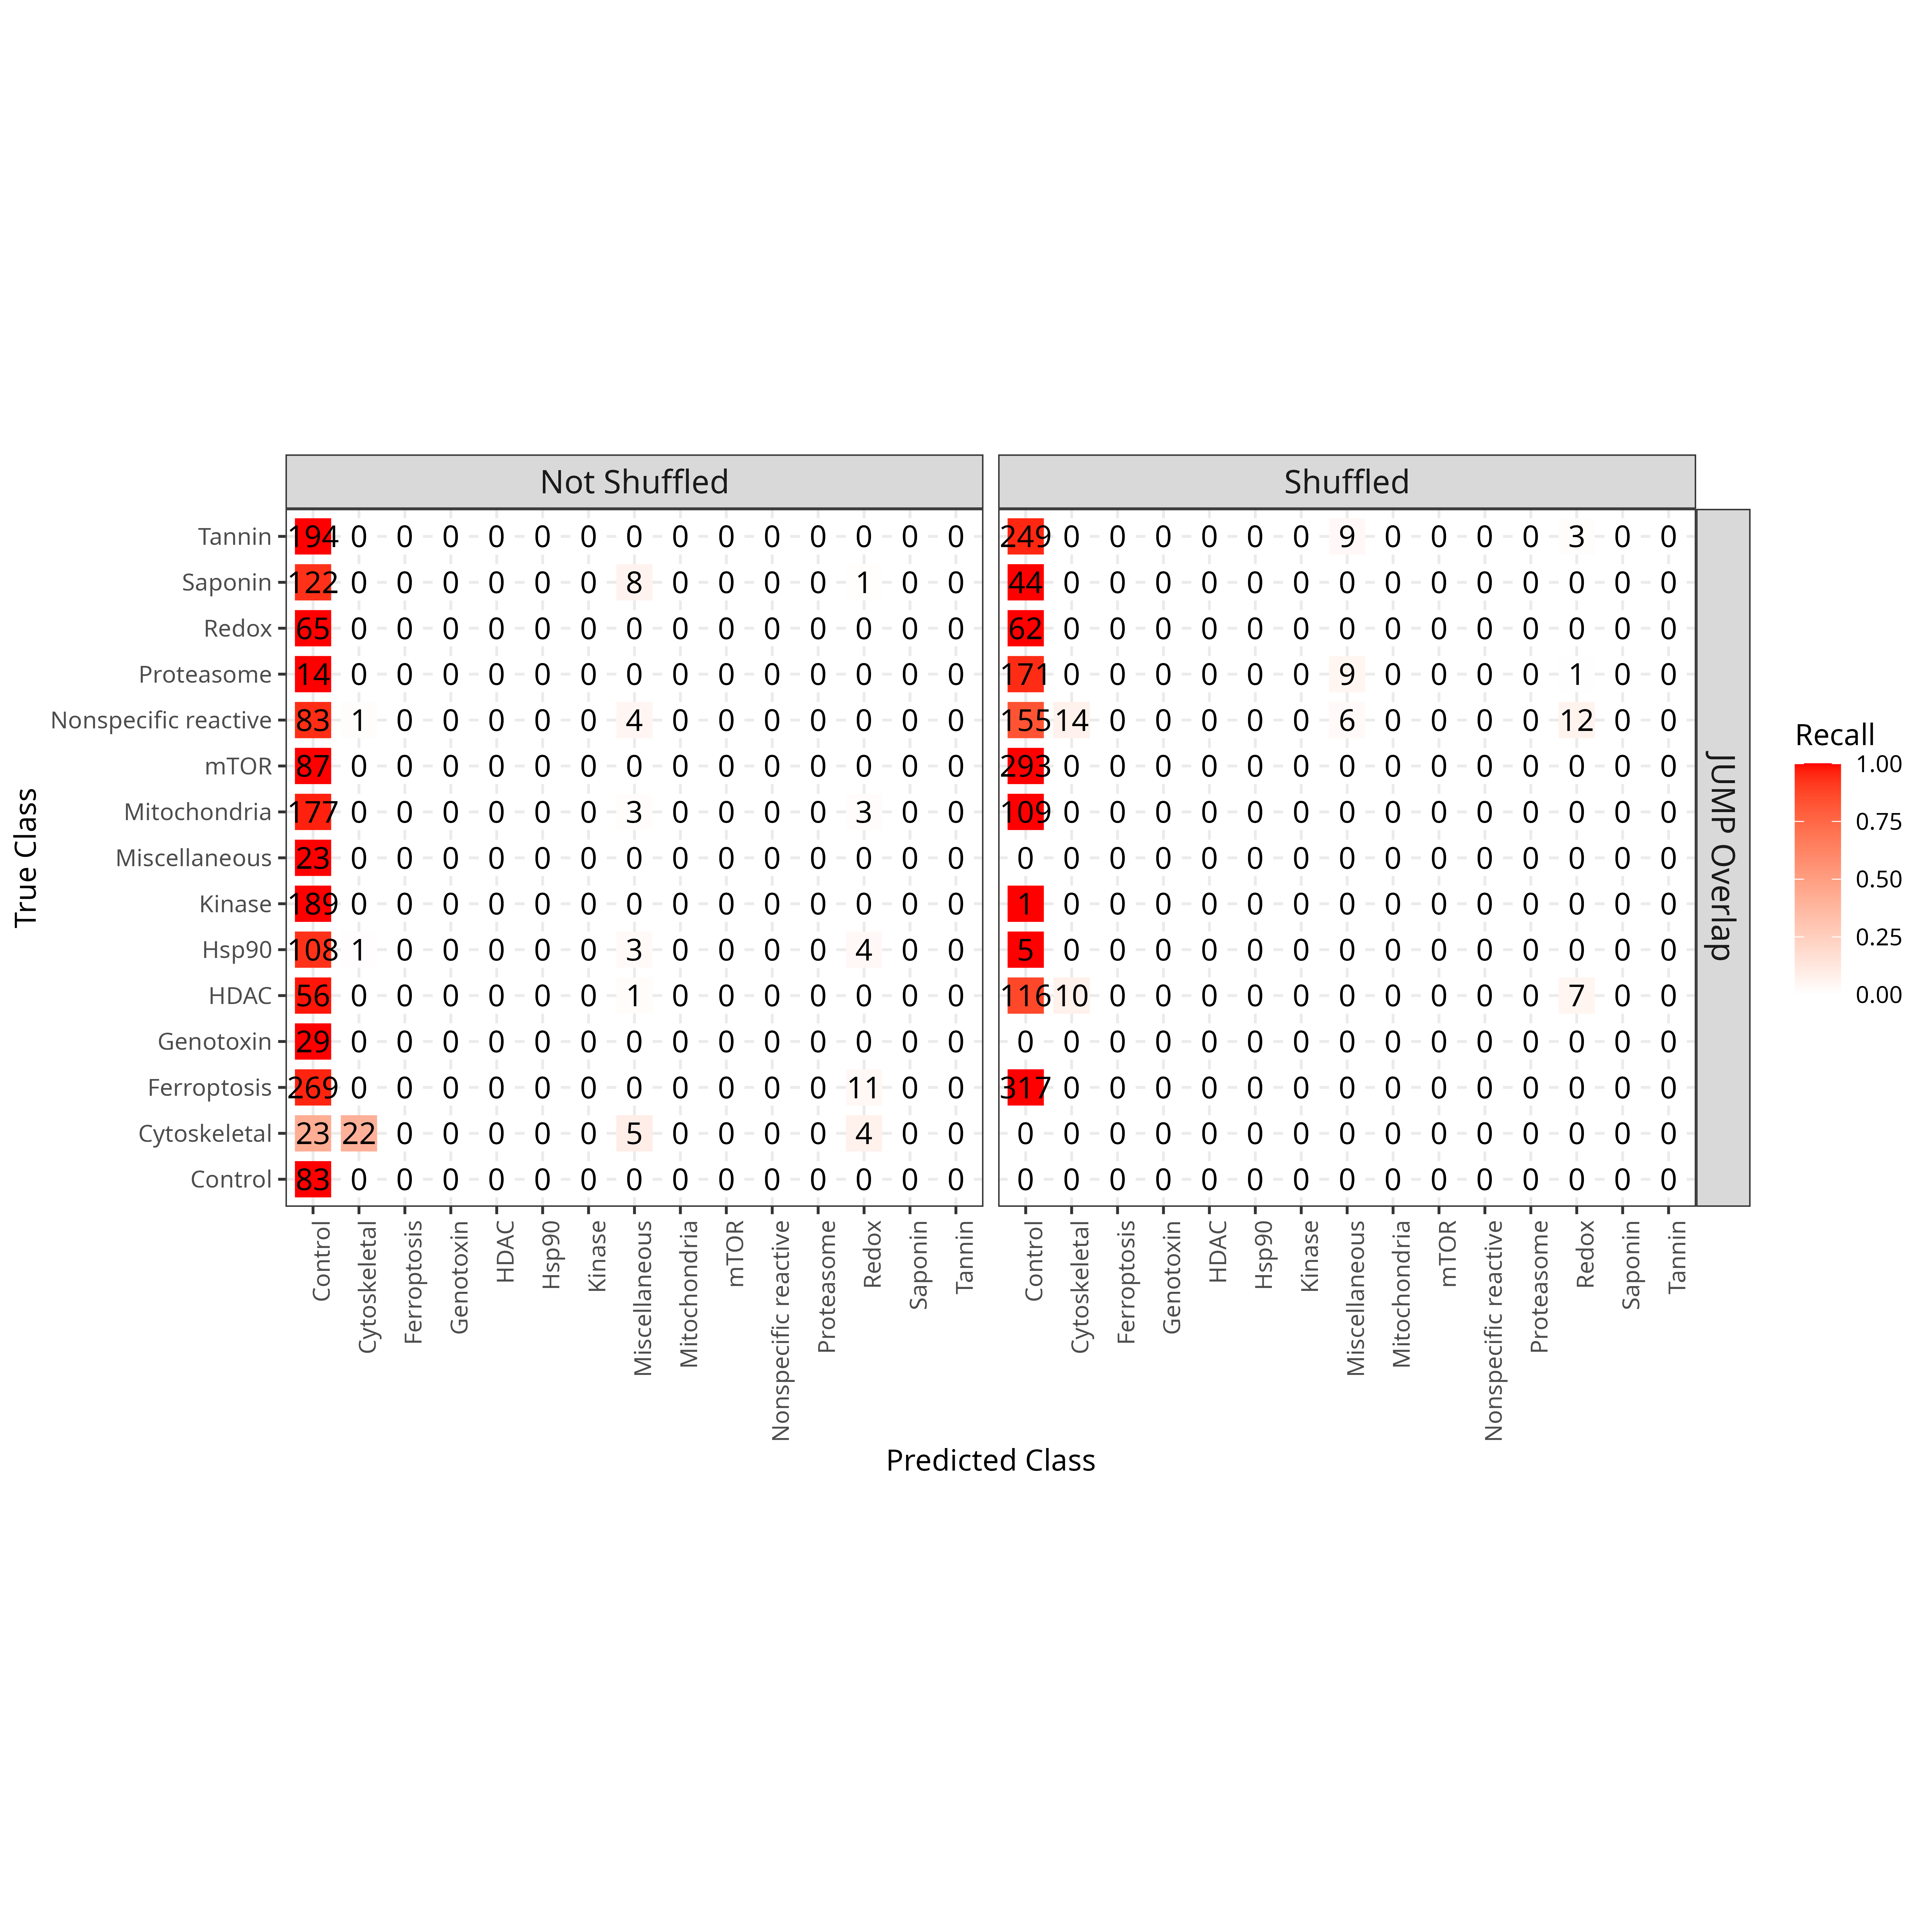 Not Shuffled Shuffled
Tannin 194 0 0 0 0 0 0 0 0 0 0 0 0 0 0 249 0 0 0 0 0 0 9 0 0 0 0 3 0 0
Saponin 122 0 0 0 0 0 0 8 0 0 0 0 1 0 0 44 0 0 0 0 0 0 0 0 0 0 0 0 0 0
Redox 65 0 0 0 0 0 0 0 0 0 0 0 0 0 0 62 0 0 0 0 0 0 0 0 0 0 0 0 0 0
Proteasome 14 0 0 0 0 0 0 0 0 0 0 0 0 0 0 171 0 0 0 0 0 0 9 0 0 0 0 1 0 0
Nonspecific reactive 83 1 0 0 0 0 0 4 0 0 0 0 0 0 0 155 14 0 0 0 0 0 6 0 0 0 0 12 0 0
mTOR 87 0 0 0 0 0 0 0 0 0 0 0 0 0 0 293 0 0 0 0 0 0 0 0 0 0 0 0 0 0
Mitochondria 177 0 0 0 0 0 0 3 0 0 0 0 3 0 0 109 0 0 0 0 0 0 0 0 0 0 0 0 0 0
Miscellaneous 23 0 0 0 0 0 0 0 0 0 0 0 0 0 0 0 0 0 0 0 0 0 0 0 0 0 0 0 0 0
Kinase 189 0 0 0 0 0 0 0 0 0 0 0 0 0 0 1 0 0 0 0 0 0 0 0 0 0 0 0 0 0
Hsp90 108 1 0 0 0 0 0 3 0 0 0 0 4 0 0 5 0 0 0 0 0 0 0 0 0 0 0 0 0 0
HDAC 56 0 0 0 0 0 0 1 0 0 0 0 0 0 0 116 10 0 0 0 0 0 0 0 0 0 0 7 0 0
Genotoxin 29 0 0 0 0 0 0 0 0 0 0 0 0 0 0 0 0 0 0 0 0 0 0 0 0 0 0 0 0 0
Ferroptosis 269 0 0 0 0 0 0 0 0 0 0 0 11 0 0 317 0 0 0 0 0 0 0 0 0 0 0 0 0 0
Cytoskeletal 23 22 0 0 0 0 0 5 0 0 0 0 4 0 0 0 0 0 0 0 0 0 0 0 0 0 0 0 0 0
Control 83 0 0 0 0 0 0 0 0 0 0 0 0 0 0 0 0 0 0 0 0 0 0 0 0 0 0 0 0 0
True Class
JUMP Overlap
Control
Cytoskeletal
Ferroptosis
Genotoxin
HDAC
Hsp90
Kinase
Miscellaneous
Mitochondria
mTOR
Nonspecific reactive
Proteasome
Redox
Saponin
Tannin
Control
Cytoskeletal
Ferroptosis
Genotoxin
HDAC
Hsp90
Kinase
Miscellaneous
Mitochondria
mTOR
Nonspecific reactive
Proteasome
Redox
Saponin
Tannin
Predicted Class
Recall
1.00
0.75
0.50
0.25
0.00